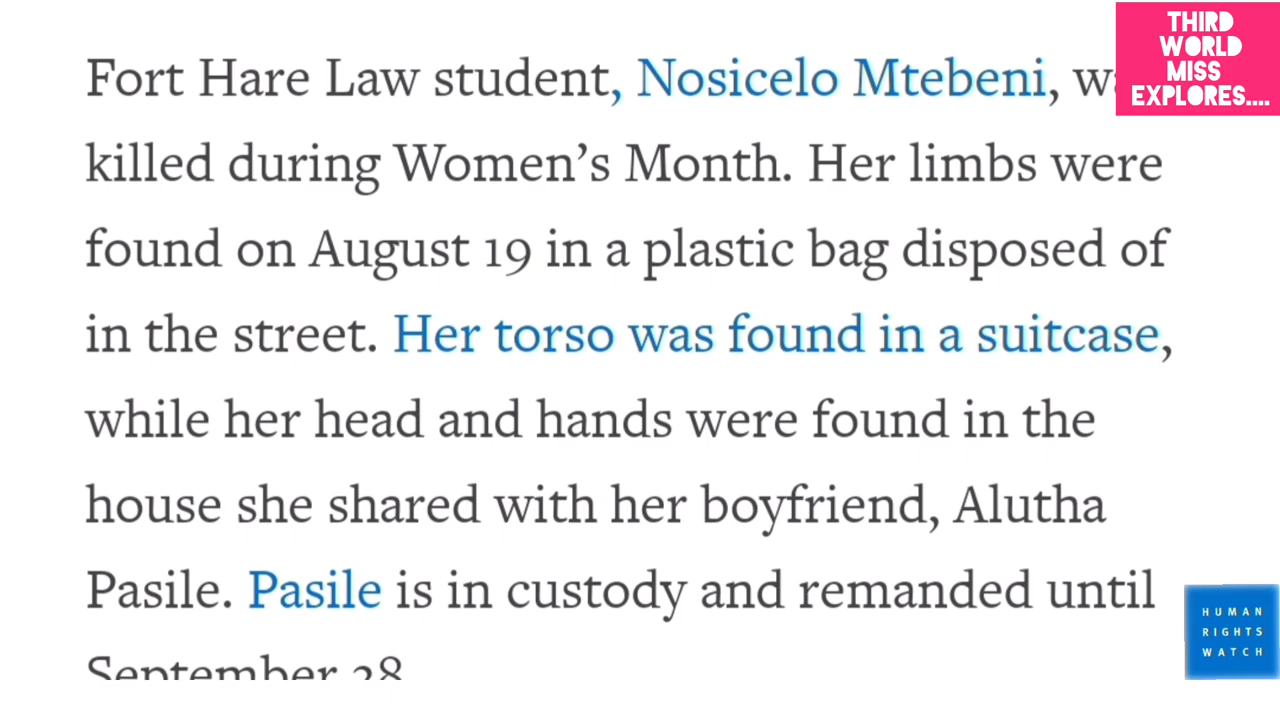 THIRD
WORLD
MISS
EXPLORES....
Fort Hare Law student, Nosicelo Mtebeni,
killed during Women's Month. Her limbs were
found on August 19 in a plastic bag disposed of
in the street. Her torso was found in a suitcase,
while her head and hands were found in the
house she shared with her boyfriend, Alutha
Pasile. Pasile is in custody and remanded until
September 28
HUMAN
RIGHTS
WATCH